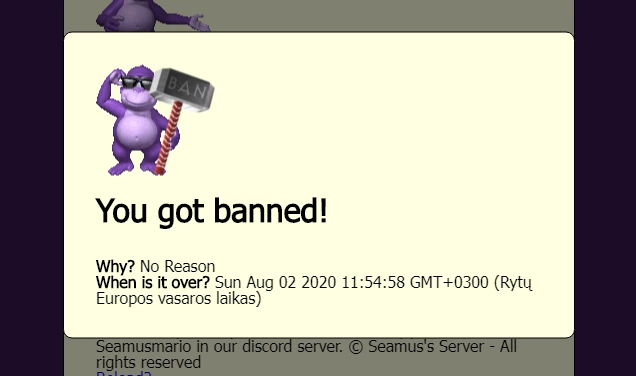 BAN
You got banned!
Why? No Reason
When is it over? Sun Aug 02 2020 11:54:58 GMT+0300 (Rytų
Europos vasaros laikas)
Seamusmario in our discord server. © Seamus's Server - All
rights reserved
Reload?